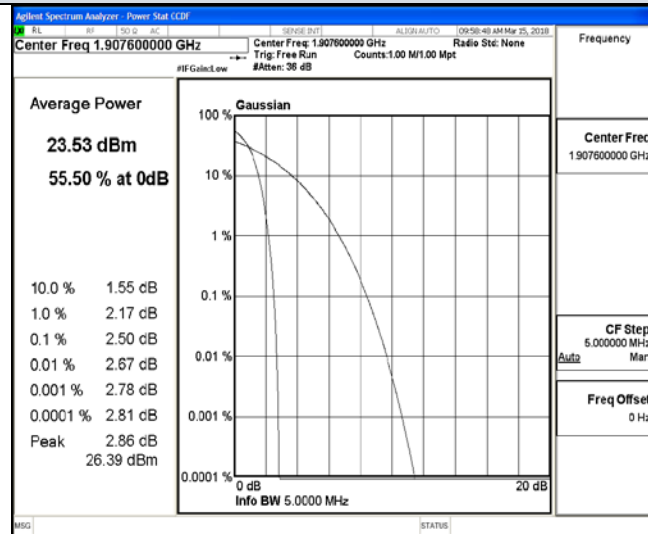 Agilent Spectrum Analyzer - Power Stat CCDF
RL RF 50 Ω AC SENSE:INT ALIGN AUTO 09:58:48 AM Mar 15, 2018
Center Freq 1.907600000 GHz
Center Freq: 1.907600000 GHz Radio Std: None
Trig: Free Run Counts:1.00 M/1.00 Mpt
#IFGain:Low #Atten: 36 dB
Frequency
Average Power
23.53 dBm
55.50 % at 0dB
10.0 % 1.55 dB
1.0 % 2.17 dB
0.1 % 2.50 dB
0.01 % 2.67 dB
0.001 % 2.78 dB
0.0001 % 2.81 dB
Peak 2.86 dB
26.39 dBm
Gaussian
100 %
10 %
1 %
0.1 %
0.01 %
0.001 %
0.0001 %
0 dB 20 dB
Info BW 5.0000 MHz
Center Freq
1.907600000 GHz
CF Step
5.000000 MHz
Auto Man
Freq Offset
0 Hz
MSG STATUS